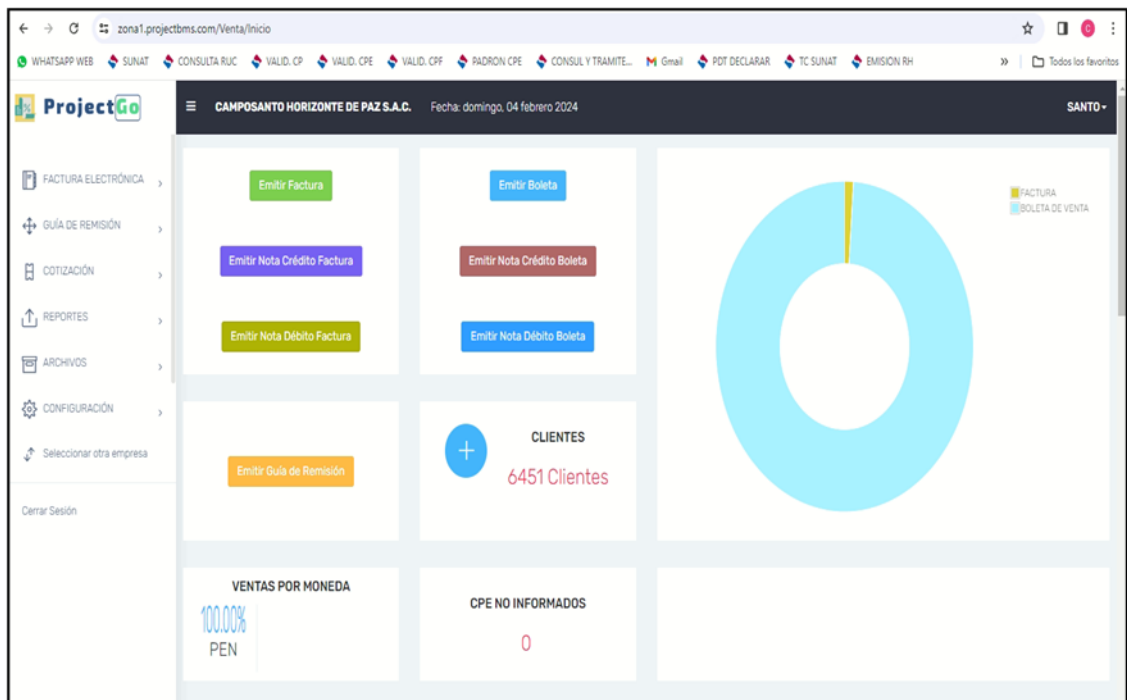 zona1.projectbms.com/Venta/Inicio
C
WHATSAPP WEB SUNAT CONSULTA RUC VALID. CP VALID. CPE VALID. CPF PADRON CPE CONSUL Y TRAMITE... Gmail PDT DECLARAR TC SUNAT EMISION RH » Todos los favoritos
ProjectGo
CAMPOSANTO HORIZONTE DE PAZ S.A.C. Fecha: domingo, 04 febrero 2024 SANTO
FACTURA ELECTRÓNICA
GUÍA DE REMISIÓN
COTIZACIÓN
REPORTES
ARCHIVOS
CONFIGURACIÓN
Seleccionar otra empresa
Cerrar Sesión
Emitir Factura
Emitir Nota Crédito Factura
Emitir Nota Débito Factura
Emitir Boleta
Emitir Nota Crédito Boleta
Emitir Nota Débito Boleta
FACTURA
BOLETA DE VENTA
Emitir Guía de Remisión
CLIENTES
6451 Clientes
VENTAS POR MONEDA
100.00%
PEN
CPE NO INFORMADOS
0